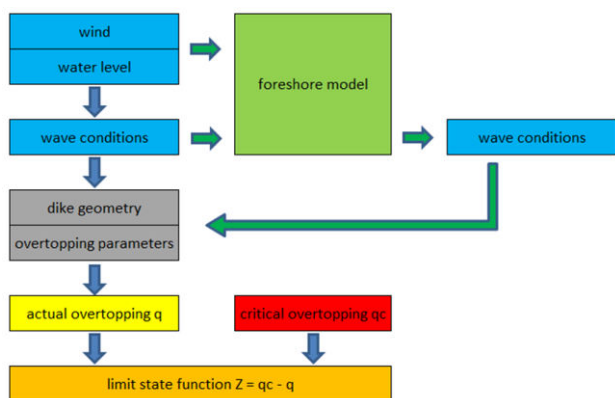 wind
water level
foreshore model
wave conditions
wave conditions
dike geometry
overtopping parameters
actual overtopping q
critical overtopping qc
limit state function Z = qc - q